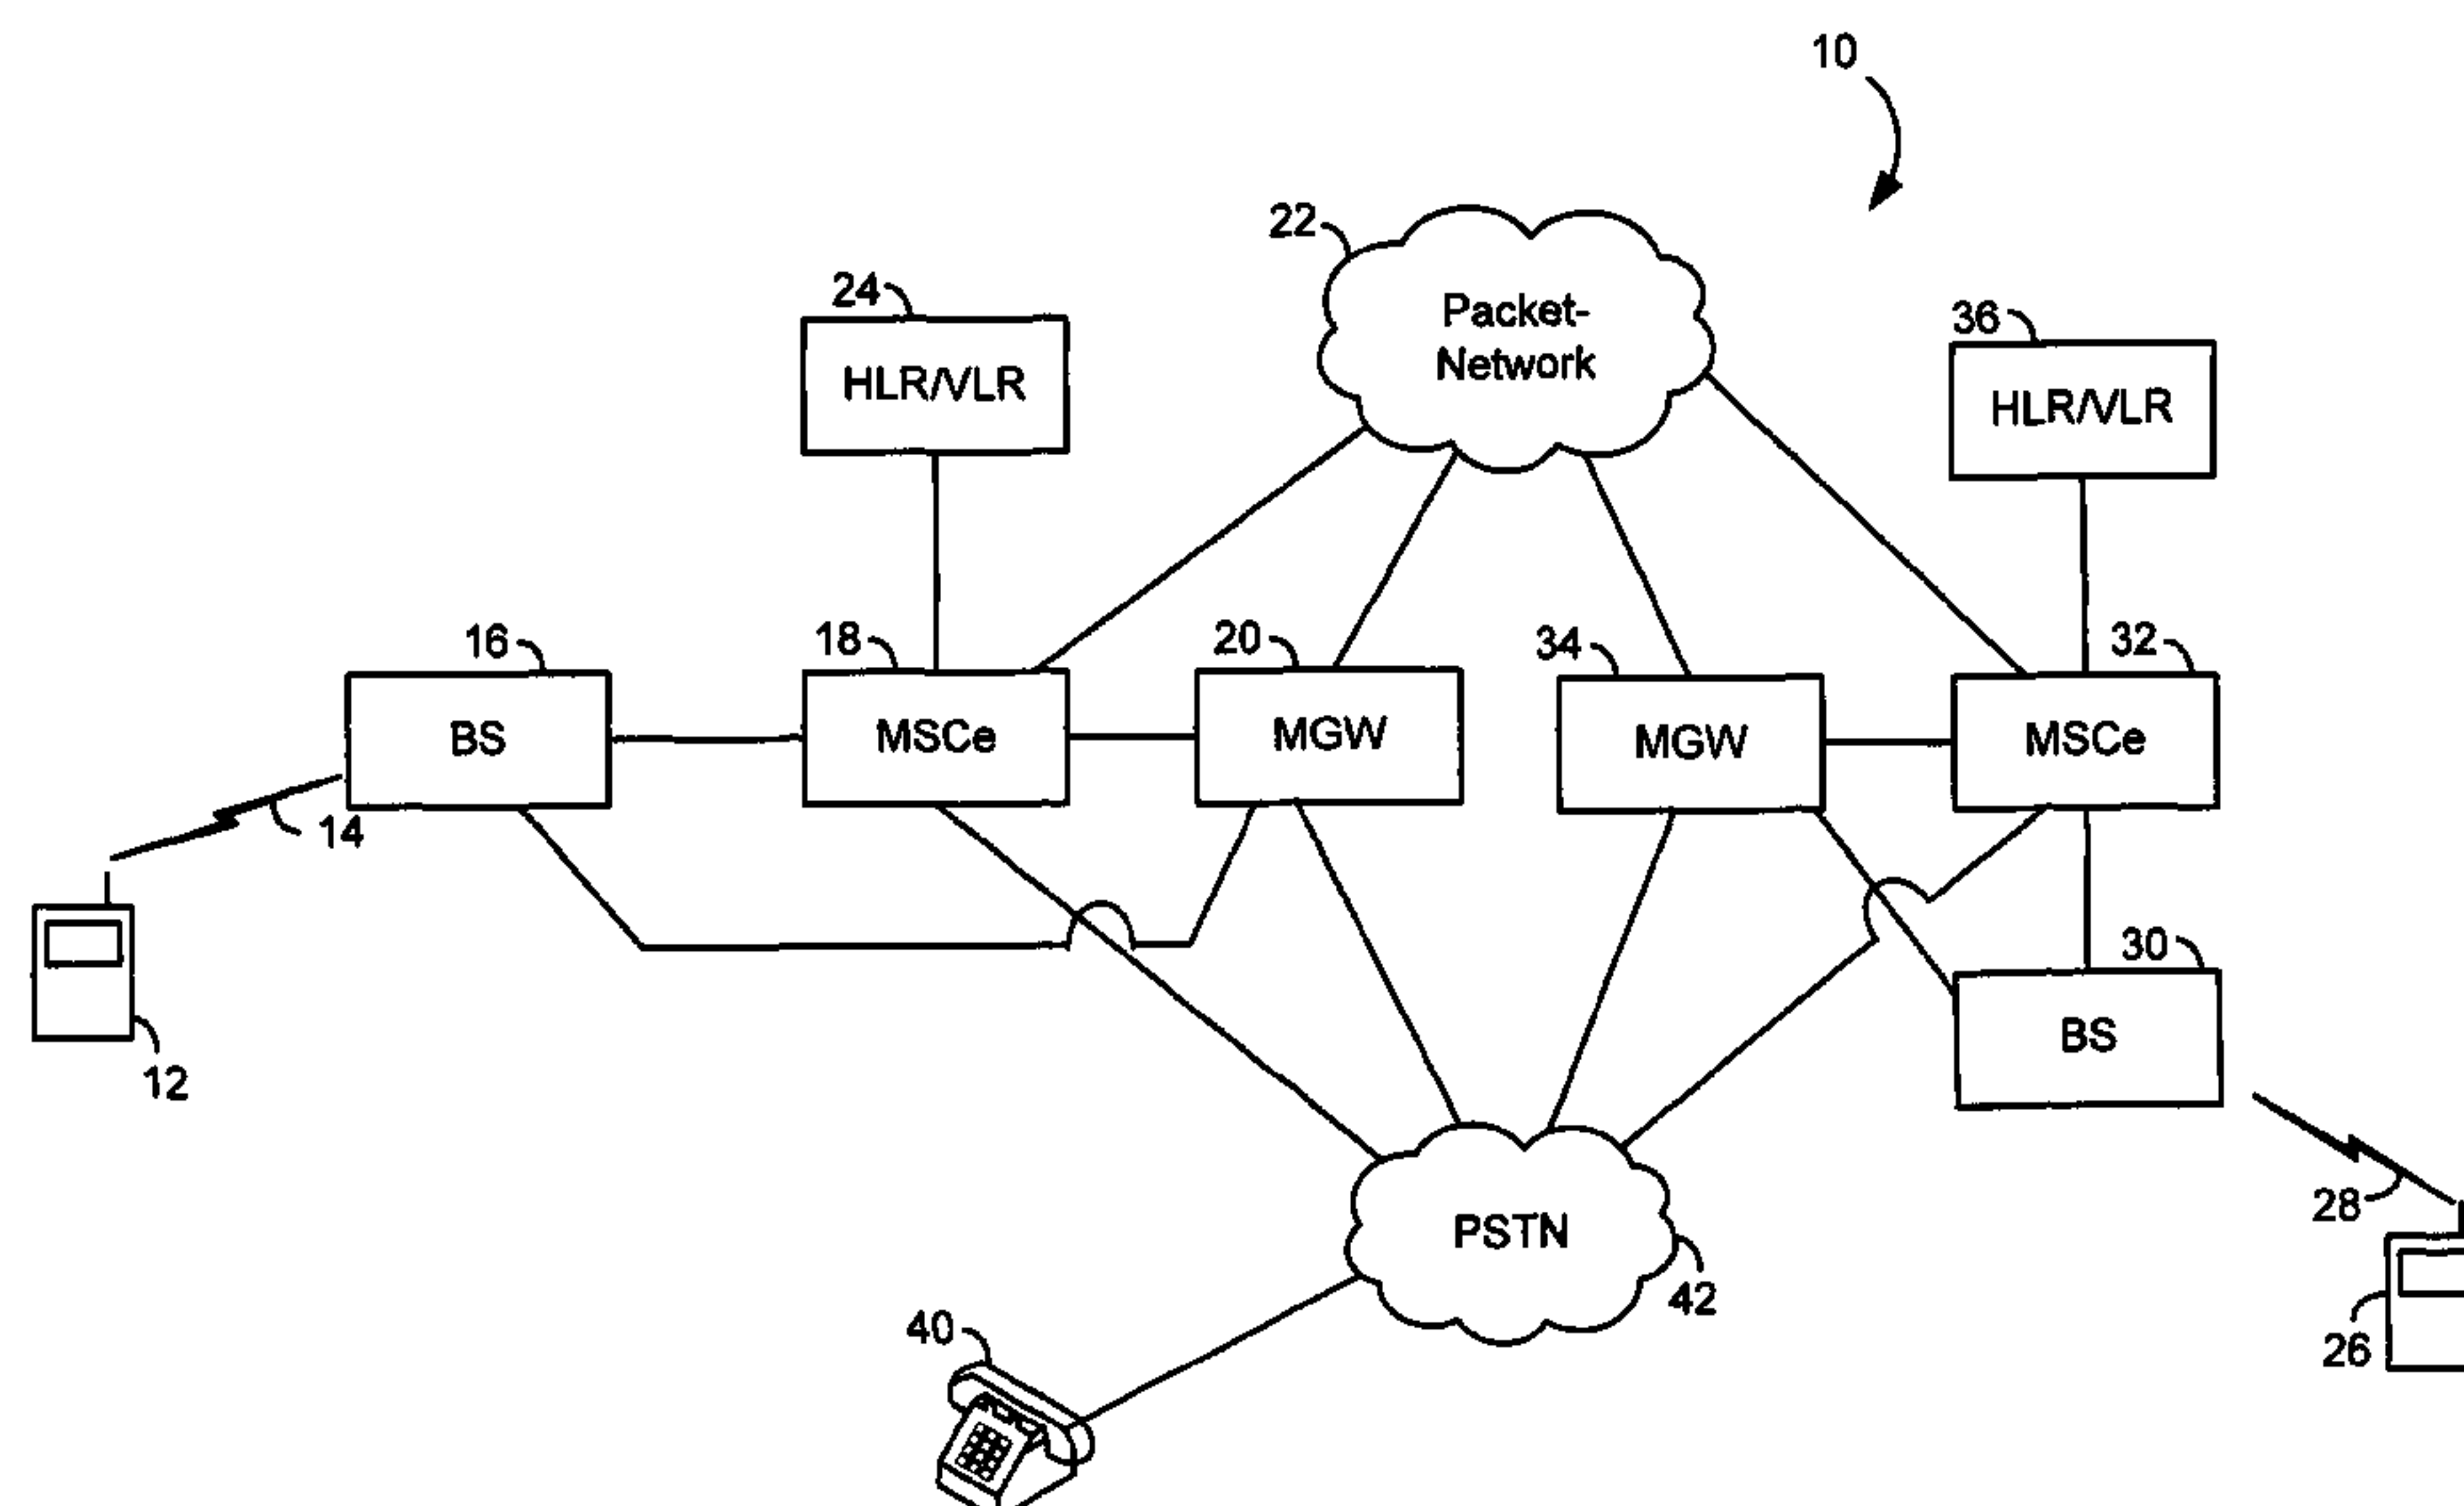 10
22
Packet-
Network
24
HLR/VLR
36
HLR/VLR
16
BS
18
MSCe
20
MGW
34
MGW
32
MSCe
14
12
30
BS
28
26
PSTN
42
40